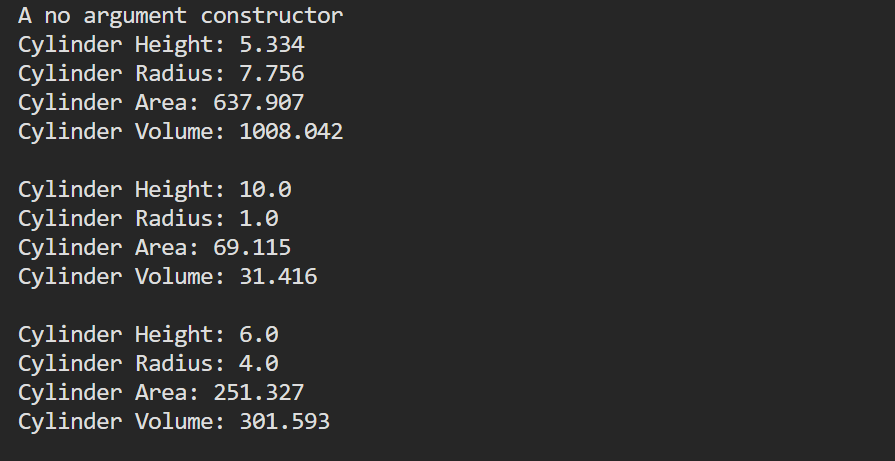 A no argument constructor
Cylinder Height: 5.334
Cylinder Radius: 7.756
Cylinder Area: 637.907
Cylinder Volume: 1008.042
Cylinder Height: 10.0
Cylinder Radius: 1.0
Cylinder Area: 69.115
Cylinder Volume: 31.416
Cylinder Height: 6.0
Cylinder Radius: 4.0
Cylinder Area: 251.327
Cylinder Volume: 301.593